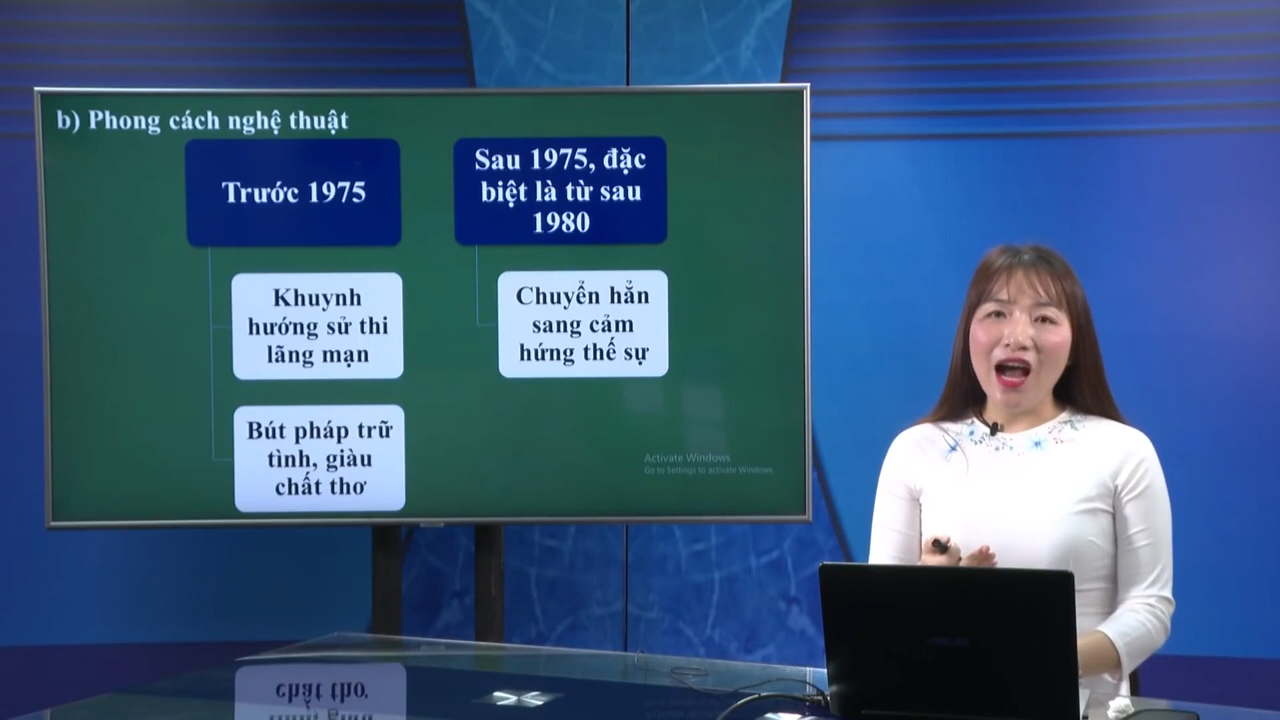 b) Phong cách nghệ thuật
Trước 1975
Khuynh
hướng sử thi
lãng mạn
Bút pháp trữ
tình, giàu
chất thơ
Sau 1975, đặc
biệt là từ sau
1980
Chuyển hẳn
sang cảm
hứng thế sự
Activate Windows
Go to Settings to activate Windows.